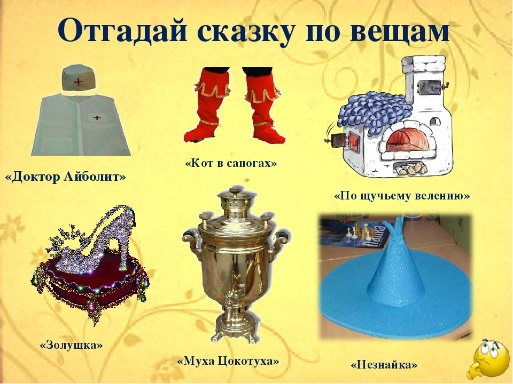 Отгадай сказку по вещам
«Доктор Айболит»
«Кот в сапогах»
«По щучьему велению»
«Золушка»
«Муха Цокотуха»
«Незнайка»